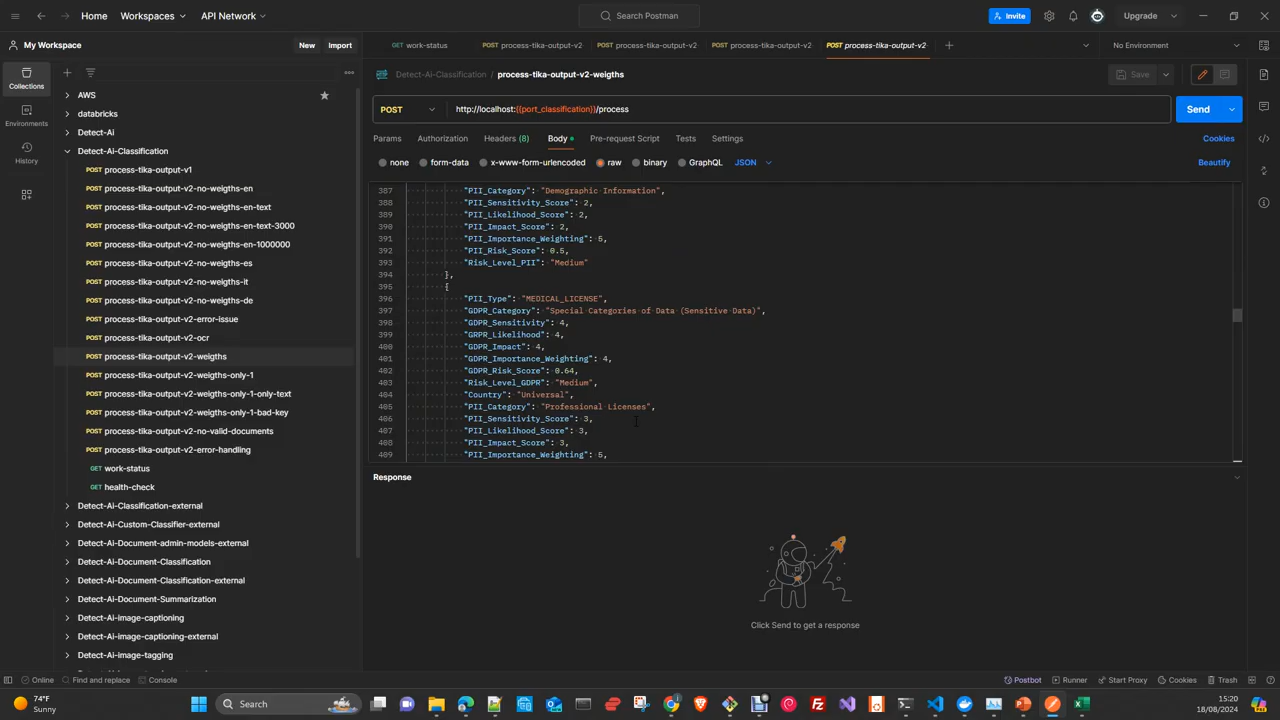 Home Workspaces API Network Search Postman Invite Upgrade
My Workspace New Import work-status process-tika-output-v2 process-tika-output-v2 process-tika-output-v2 process-tika-output-v2 No Environment
Collections
Environments
History
AWS
databricks
Detect-Ai
Detect-Ai-Classification
POST process-tika-output-v1
POST process-tika-output-v2-no-weigths-en
POST process-tika-output-v2-no-weigths-en-text
POST process-tika-output-v2-no-weigths-en-text-3000
POST process-tika-output-v2-no-weigths-en-1000000
POST process-tika-output-v2-no-weigths-es
POST process-tika-output-v2-no-weigths-it
POST process-tika-output-v2-no-weigths-de
POST process-tika-output-v2-error-issue
POST process-tika-output-v2-ocr
POST process-tika-output-v2-weigths
POST process-tika-output-v2-weigths-only-1
POST process-tika-output-v2-weigths-only-1-only-text
POST process-tika-output-v2-weigths-only-1-bad-key
POST process-tika-output-v2-no-valid-documents
POST process-tika-output-v2-error-handling
GET work-status
GET health-check
Detect-Ai-Classification-external
Detect-Ai-Custom-Classifier-external
Detect-Ai-Document-admin-models-external
Detect-Ai-Document-Classification
Detect-Ai-Document-Classification-external
Detect-Ai-Document-Summarization
Detect-Ai-image-captioning
Detect-Ai-image-captioning-external
Detect-Ai-image-tagging
Detect-Ai-Classification / process-tika-output-v2-weigths Save
POST http://localhost:{{port_classification}}/process Send
Params Authorization Headers (8) Body Pre-request Script Tests Settings Cookies
none form-data x-www-form-urlencoded raw binary GraphQL JSON Beautify
387 "PII_Category": "Demographic Information",
388 "PII_Sensitivity_Score": 2,
389 "PII_Likelihood_Score": 2,
390 "PII_Impact_Score": 2,
391 "PII_Importance_Weighting": 5,
392 "PII_Risk_Score": 0.5,
393 "Risk_Level_PII": "Medium"
394 },
395 {
396 "PII_Type": "MEDICAL_LICENSE",
397 "GDPR_Category": "Special Categories of Data (Sensitive Data)",
398 "GDPR_Sensitivity": 4,
399 "GRPR_Likelihood": 4,
400 "GDPR_Impact": 4,
401 "GDPR_Importance_Weighting": 4,
402 "GDPR_Risk_Score": 0.64,
403 "Risk_Level_GDPR": "Medium",
404 "Country": "Universal",
405 "PII_Category": "Professional Licenses",
406 "PII_Sensitivity_Score": 3,
407 "PII_Likelihood_Score": 3,
408 "PII_Impact_Score": 3,
409 "PII_Importance_Weighting": 5,
Response
Click Send to get a response
Online Find and replace Console Postbot Runner Start Proxy Cookies Trash
74°F
Sunny
Search
15:20
18/08/2024